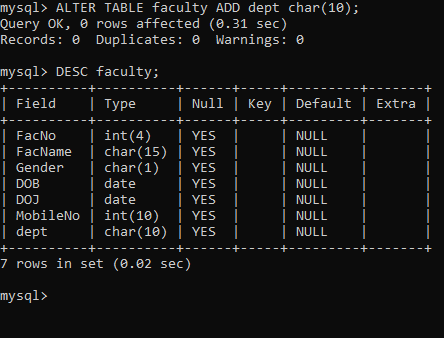 mysql> ALTER TABLE faculty ADD dept char(10);
Query OK, 0 rows affected (0.31 sec)
Records: 0  Duplicates: 0  Warnings: 0

mysql> DESC faculty;
+----------+----------+------+-----+---------+-------+
| Field    | Type     | Null | Key | Default | Extra |
+----------+----------+------+-----+---------+-------+
| FacNo    | int(4)   | YES  |     | NULL    |       |
| FacName  | char(15) | YES  |     | NULL    |       |
| Gender   | char(1)  | YES  |     | NULL    |       |
| DOB      | date     | YES  |     | NULL    |       |
| DOJ      | date     | YES  |     | NULL    |       |
| MobileNo | int(10)  | YES  |     | NULL    |       |
| dept     | char(10) | YES  |     | NULL    |       |
+----------+----------+------+-----+---------+-------+
7 rows in set (0.02 sec)

mysql>